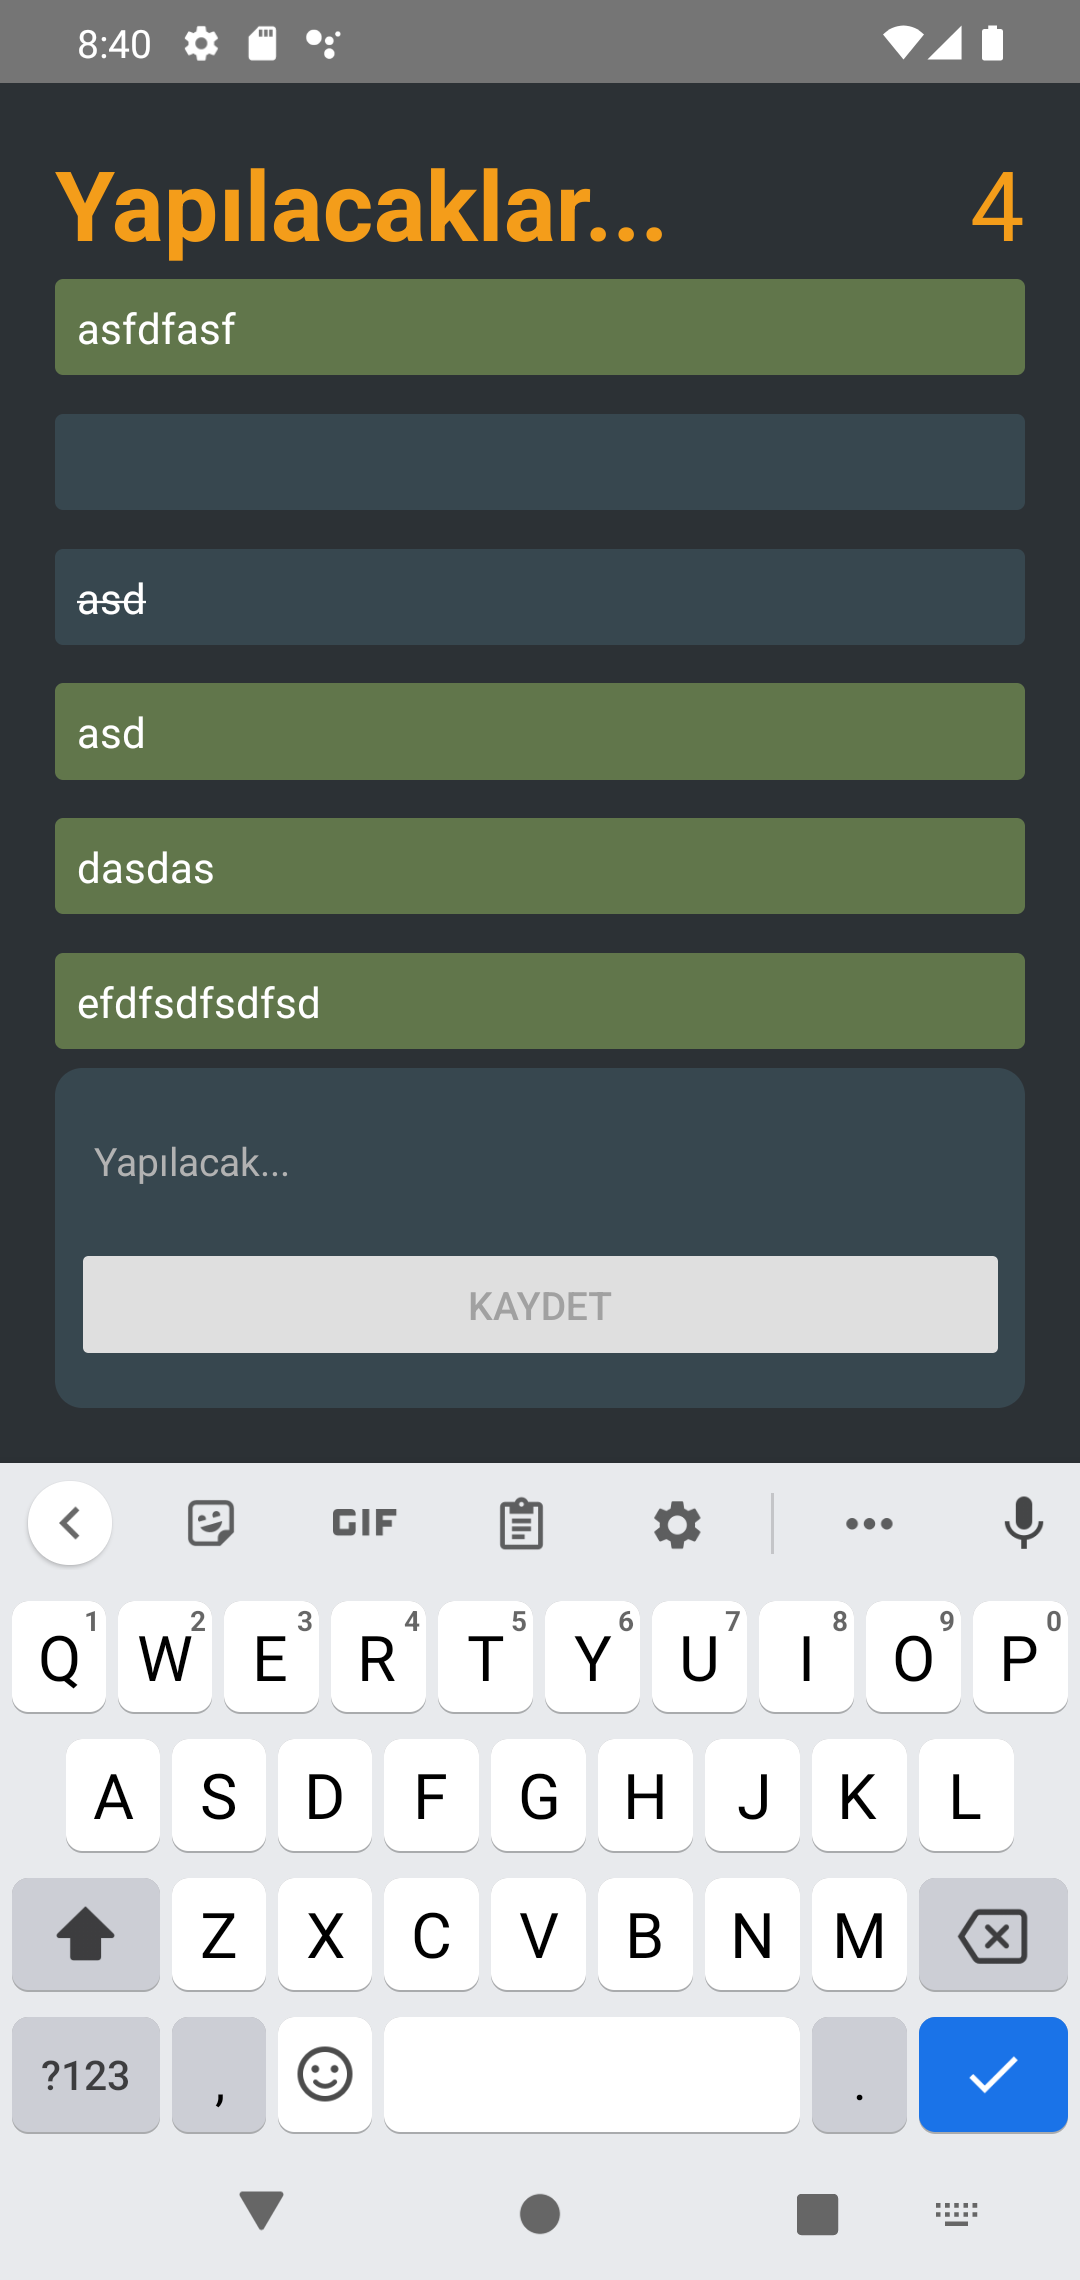 8:40
Yapılacaklar... 4
asfdfasf
asd
asd
dasdas
efdfsdfsdfsd
Yapılacak...
KAYDET
GIF
1 2 3 4 5 6 7 8 9 0
Q W E R T Y U I O P
A S D F G H J K L
Z X C V B N M
?123 , .